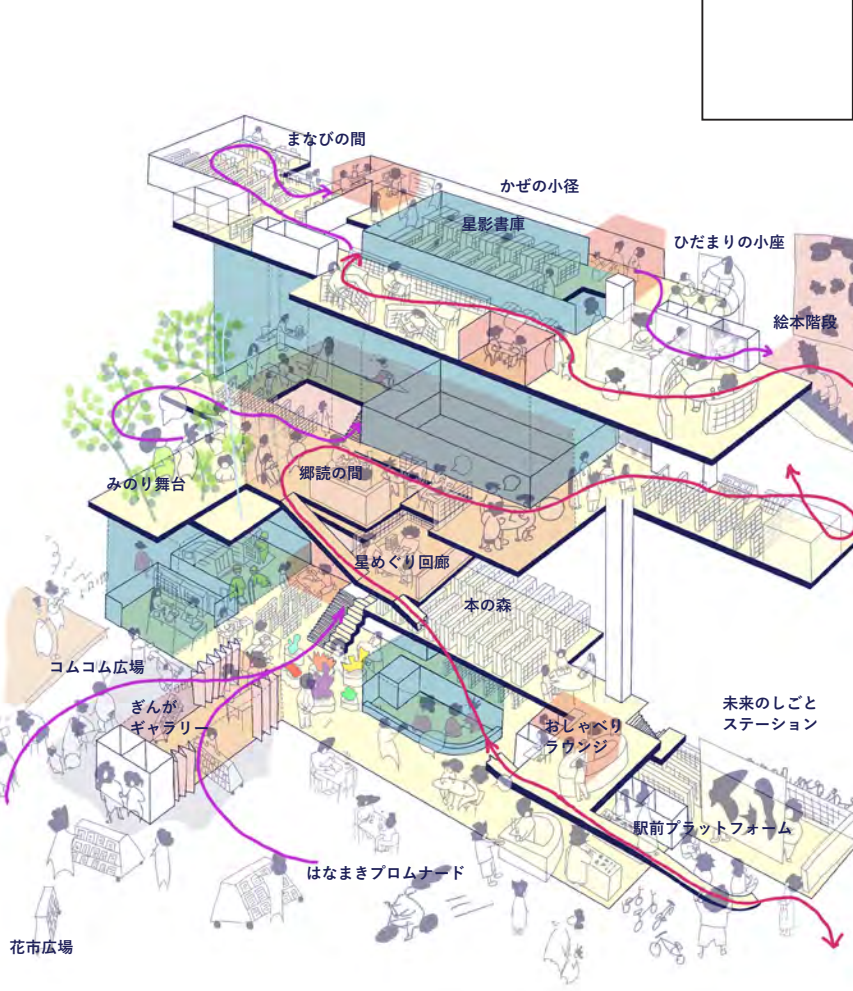 まなびの間
かぜの小径
星影書庫
ひだまりの小座
絵本階段
みのり舞台
郷読の間
星めぐり回廊
本の森
コムコム広場
ぎんが
ギャラリー
おしゃべり
ラウンジ
未来のしごと
ステーション
駅前プラットフォーム
はなまきプロムナード
花市広場